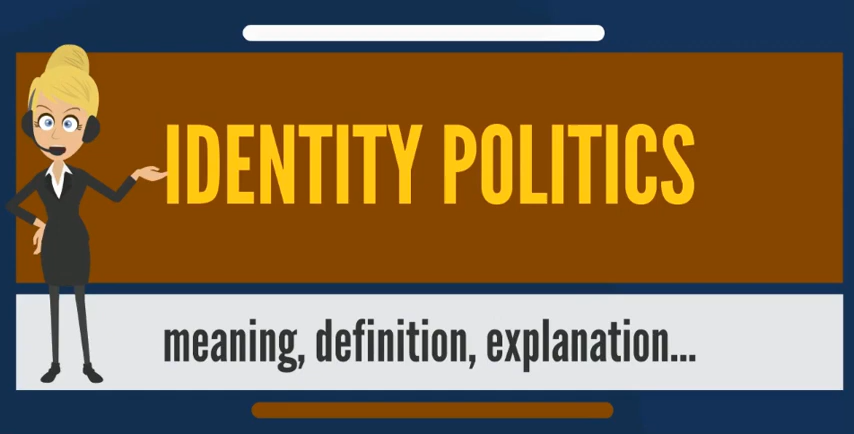 IDENTITY POLITICS
meaning, definition, explanation...